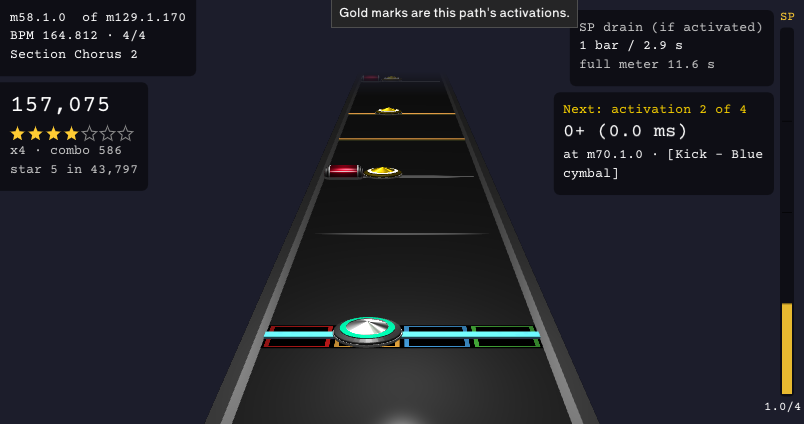 Gold marks are this path's activations.
m58.1.0 of m129.1.170
BPM 164.812 · 4/4
Section Chorus 2
157,075
x4 · combo 586
star 5 in 43,797
SP drain (if activated)
1 bar / 2.9 s
full meter 11.6 s
Next: activation 2 of 4
0+ (0.0 ms)
at m70.1.0 · [Kick - Blue
cymbal]
SP
1.0/4